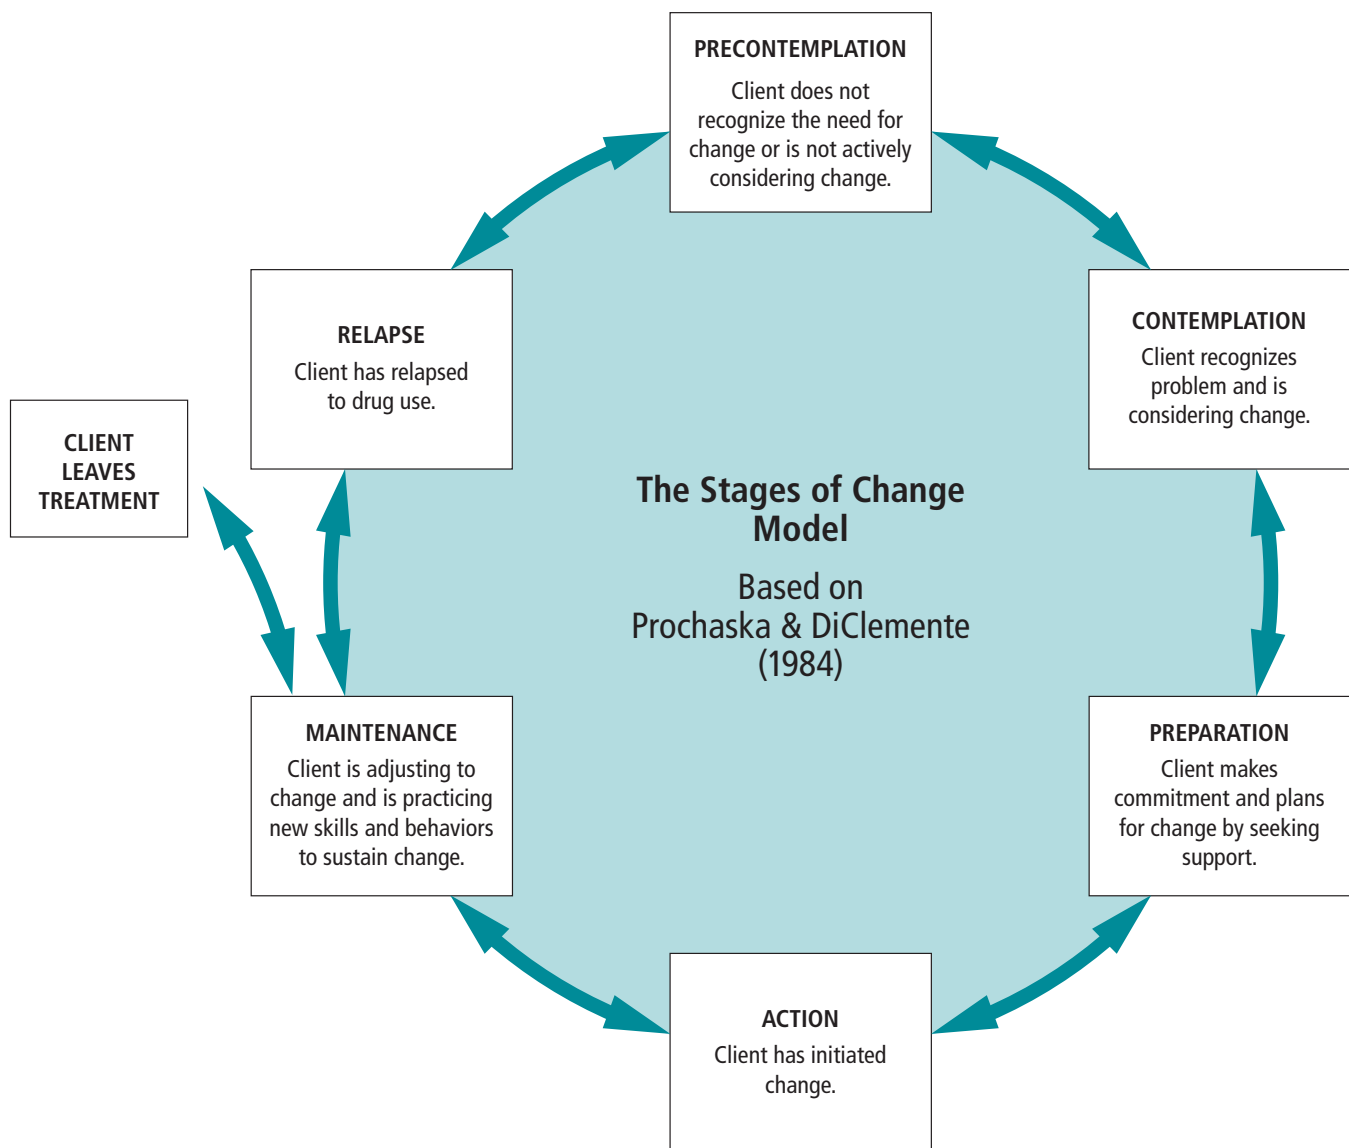 PRECONTEMPLATION
Client does not
recognize the need for
change or is not actively
considering change.
CONTEMPLATION
Client recognizes
problem and is
considering change.
PREPARATION
Client makes
commitment and plans
for change by seeking
support.
ACTION
Client has initiated
change.
MAINTENANCE
Client is adjusting to
change and is practicing
new skills and behaviors
to sustain change.
RELAPSE
Client has relapsed
to drug use.
CLIENT
LEAVES
TREATMENT
The Stages of Change
Model
Based on
Prochaska & DiClemente
(1984)